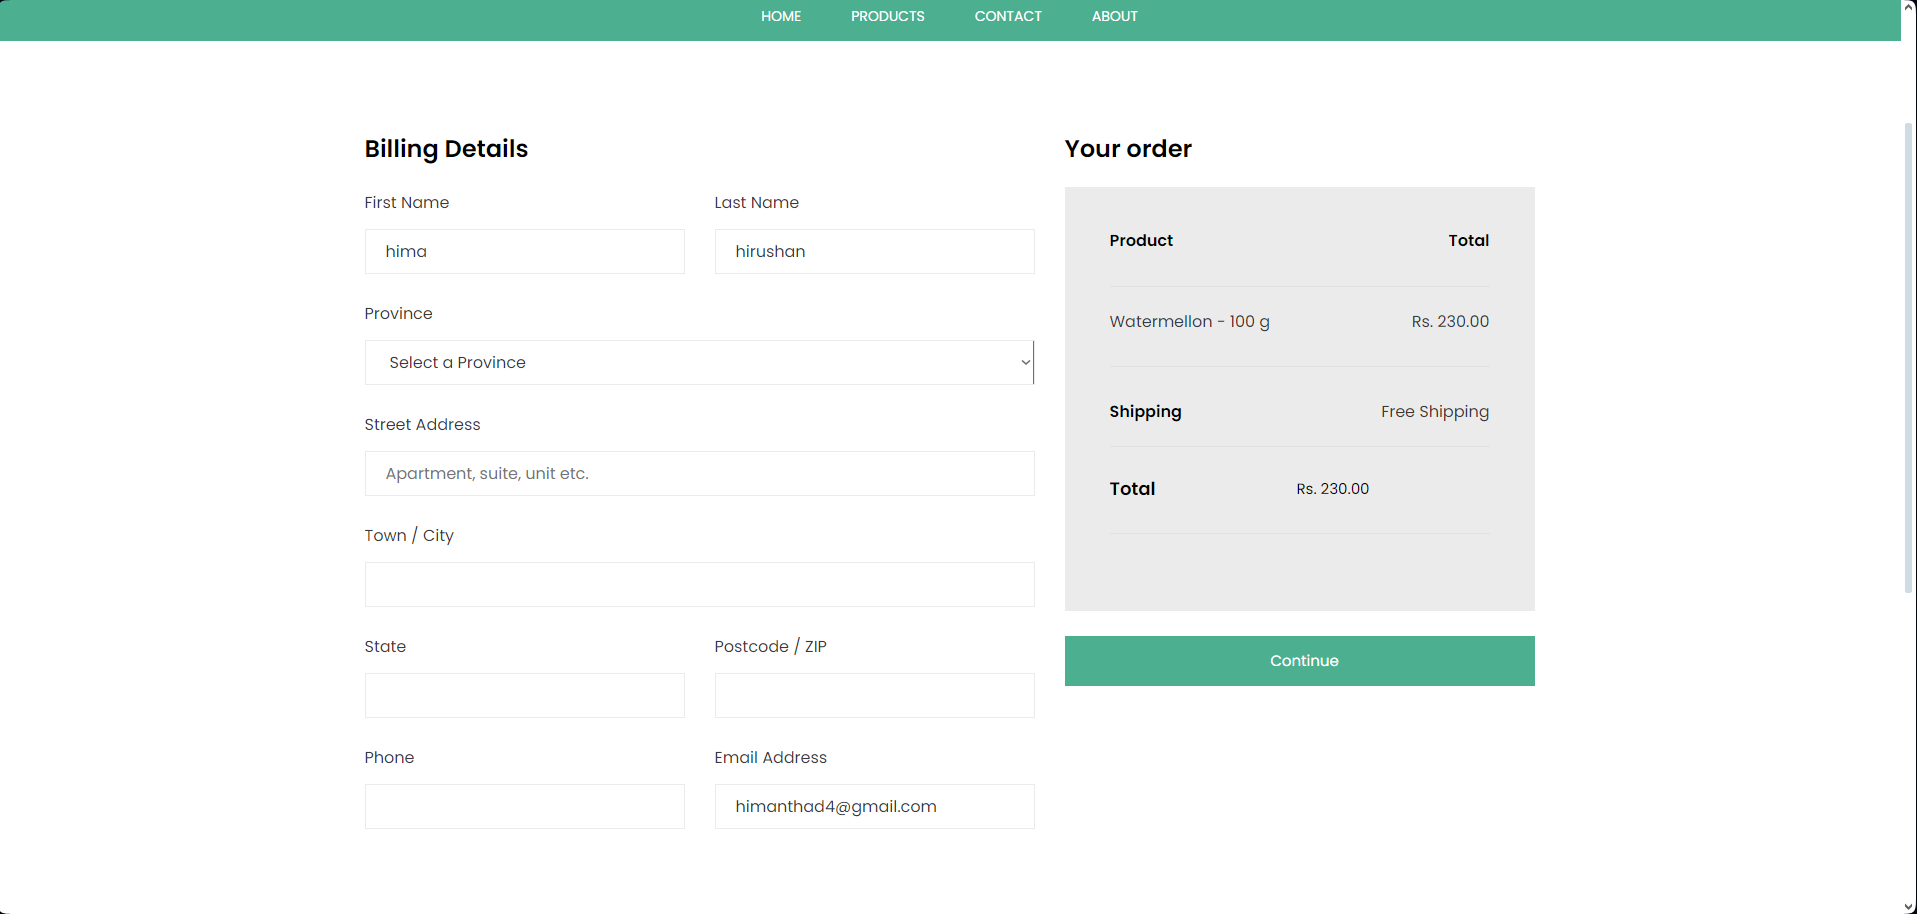 HOME PRODUCTS CONTACT ABOUT
Billing Details
First Name Last Name
hima hirushan
Province
Select a Province
Street Address
Apartment, suite, unit etc.
Town / City
State Postcode / ZIP
Phone Email Address
himanthad4@gmail.com
Your order
Product Total
Watermellon - 100 g Rs. 230.00
Shipping Free Shipping
Total Rs. 230.00
Continue